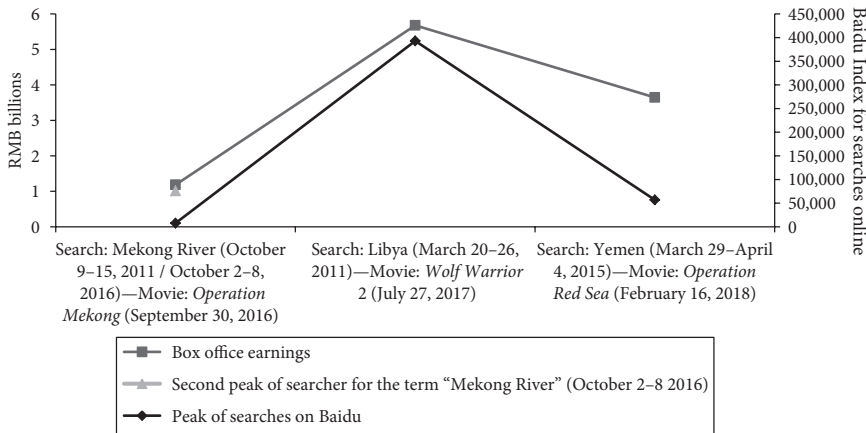 6
5
4
3
2
1
0
RMB billions
450,000
400,000
350,000
300,000
250,000
200,000
150,000
100,000
50,000
0
Baidu Index for searches online
Search: Mekong River (October
9–15, 2011 / October 2–8,
2016)—Movie: Operation
Mekong (September 30, 2016)
Search: Libya (March 20–26,
2011)—Movie: Wolf Warrior
2 (July 27, 2017)
Search: Yemen (March 29–April
4, 2015)—Movie: Operation
Red Sea (February 16, 2018)
Box office earnings
Second peak of searcher for the term “Mekong River” (October 2–8 2016)
Peak of searches on Baidu